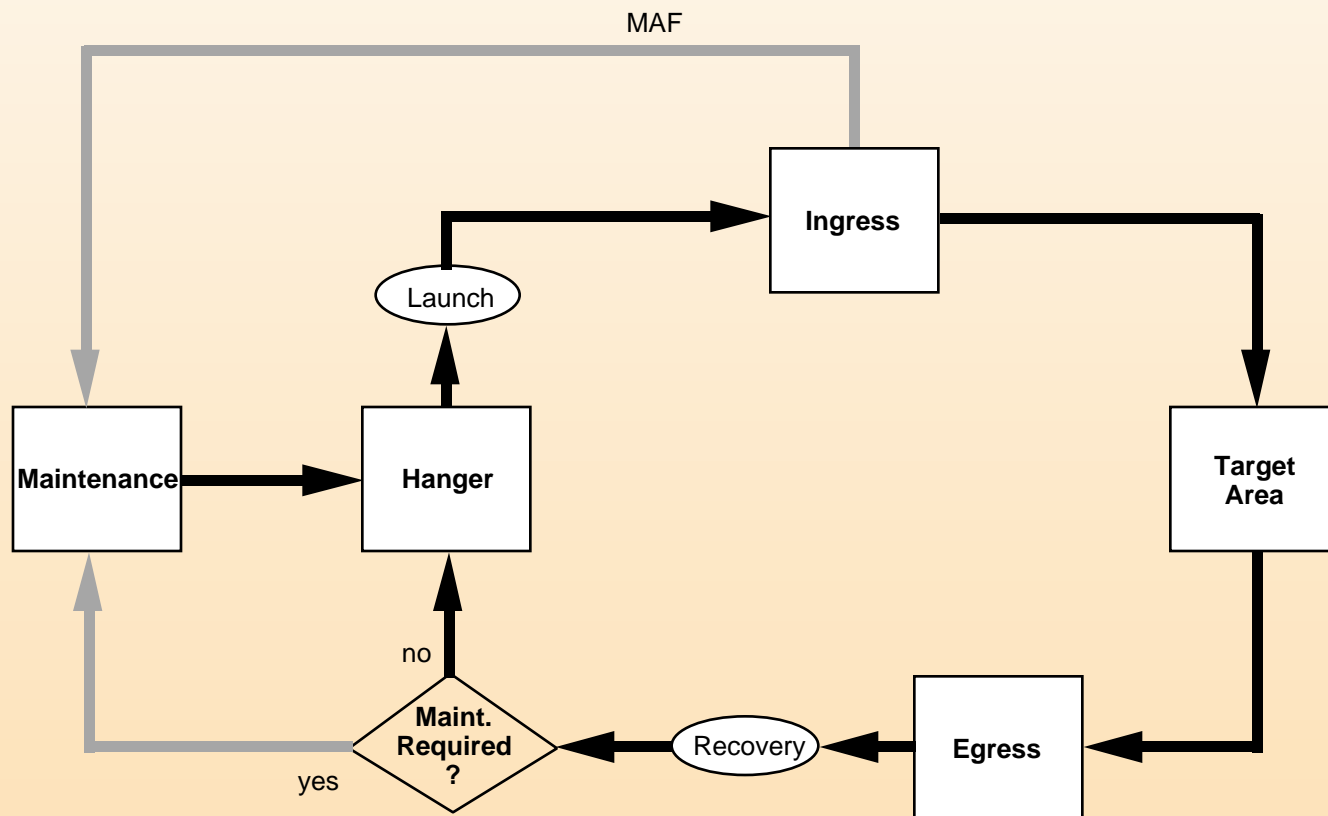 MAF
Ingress
Launch
Maintenance
Hanger
Target
Area
no
Maint.
Required
?
Recovery
Egress
yes